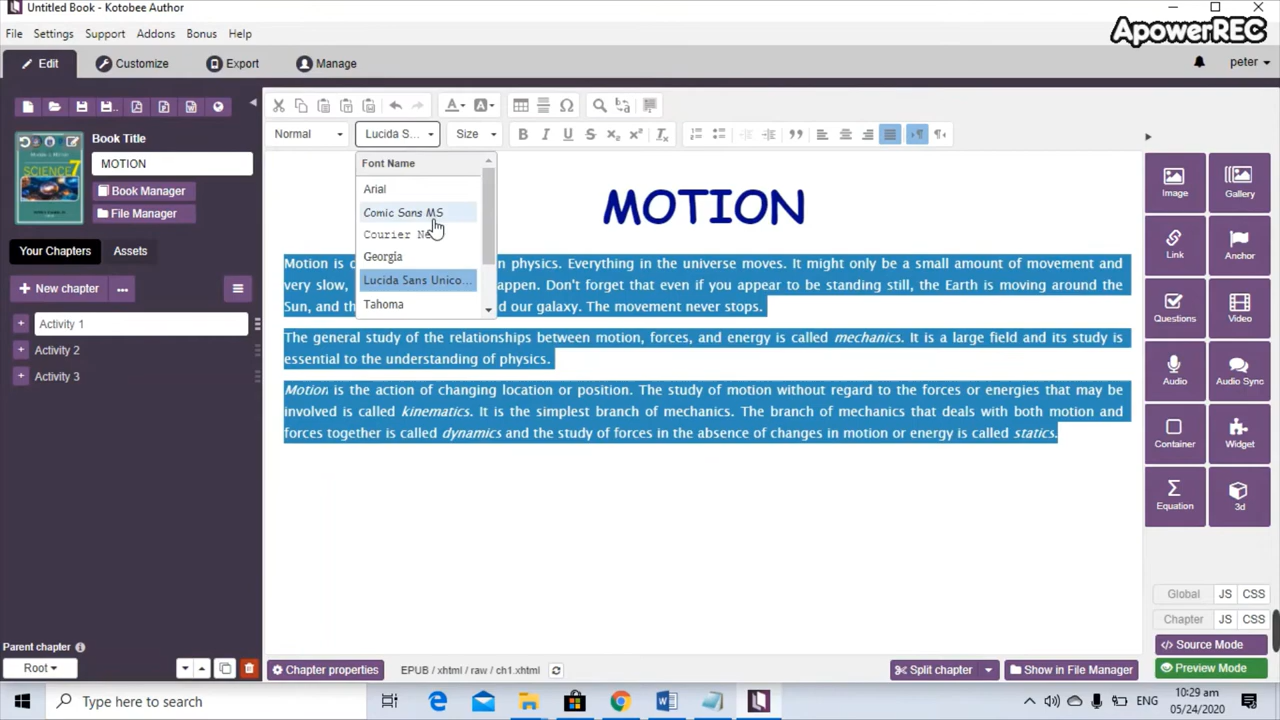 Untitled Book - Kotobee Author
ApowerREC
File Settings Support Addons Bonus Help
Edit Customize Export Manage
peter
Book Title
MOTION
SCIENCE 7
Book Manager
File Manager
Your Chapters Assets
New chapter ...
Activity 1
Activity 2
Activity 3
Parent chapter
Root
A A
Normal Lucida S... Size B I U S x₂ x² Tx
Font Name
Arial
Comic Sans MS
Courier Ne
Georgia
Lucida Sans Unico...
Tahoma
MOTION
Motion is c n physics. Everything in the universe moves. It might only be a small amount of movement and
very slow, appen. Don't forget that even if you appear to be standing still, the Earth is moving around the
Sun, and th d our galaxy. The movement never stops.
The general study of the relationships between motion, forces, and energy is called mechanics. It is a large field and its study is
essential to the understanding of physics.
Motion is the action of changing location or position. The study of motion without regard to the forces or energies that may be
involved is called kinematics. It is the simplest branch of mechanics. The branch of mechanics that deals with both motion and
forces together is called dynamics and the study of forces in the absence of changes in motion or energy is called statics.
Image Gallery
Link Anchor
Questions Video
Audio Audio Sync
Container Widget
Equation 3d
Global JS CSS
Chapter JS CSS
Source Mode
Preview Mode
Chapter properties EPUB / xhtml / raw / ch1.xhtml Split chapter Show in File Manager
Type here to search
ENG
10:29 am
05/24/2020